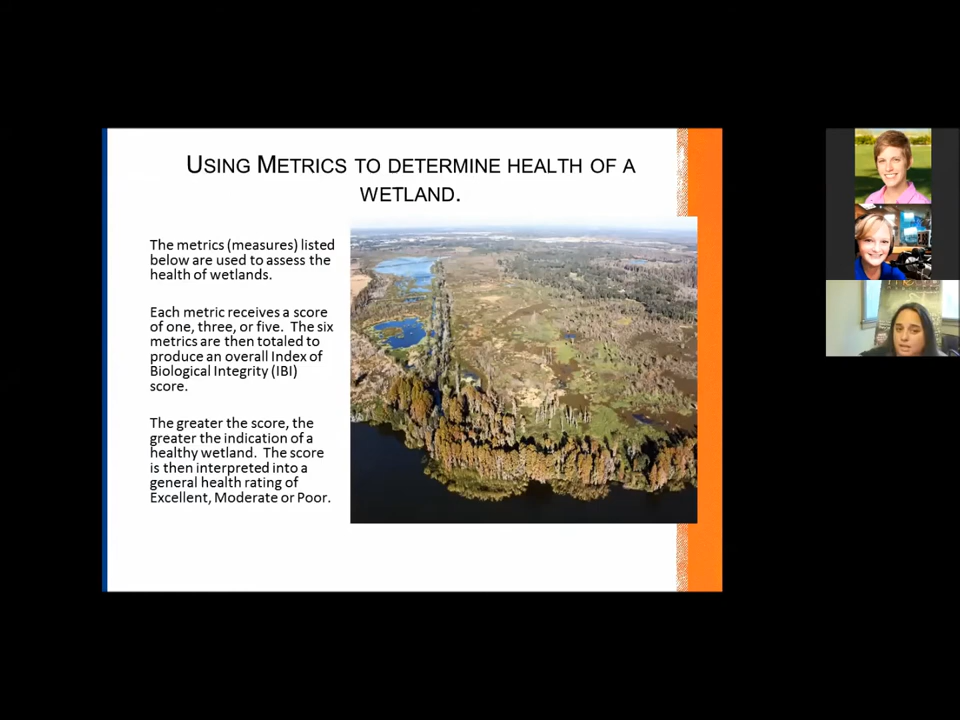 USING METRICS TO DETERMINE HEALTH OF A
WETLAND.
The metrics (measures) listed
below are used to assess the
health of wetlands.
Each metric receives a score
of one, three, or five. The six
metrics are then totaled to
produce an overall Index of
Biological Integrity (IBI)
score.
The greater the score, the
greater the indication of a
healthy wetland. The score
is then interpreted into a
general health rating of
Excellent, Moderate or Poor.